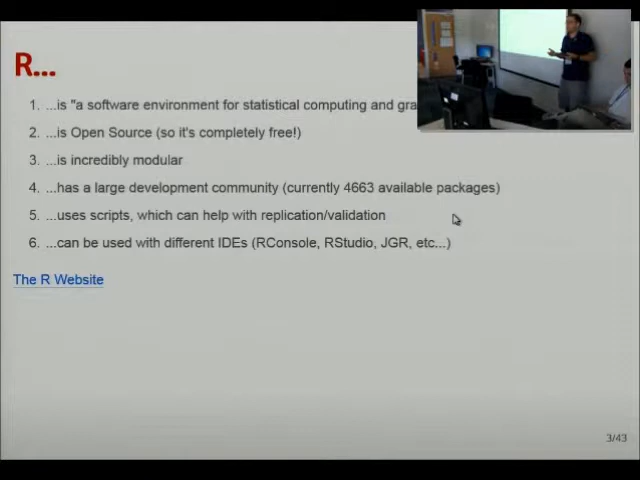 R...
1. ...is "a software environment for statistical computing and gra
2. ...is Open Source (so it's completely free!)
3. ...is incredibly modular
4. ...has a large development community (currently 4663 available packages)
5. ...uses scripts, which can help with replication/validation
6. ...can be used with different IDEs (RConsole, RStudio, JGR, etc...)
The R Website
3/43